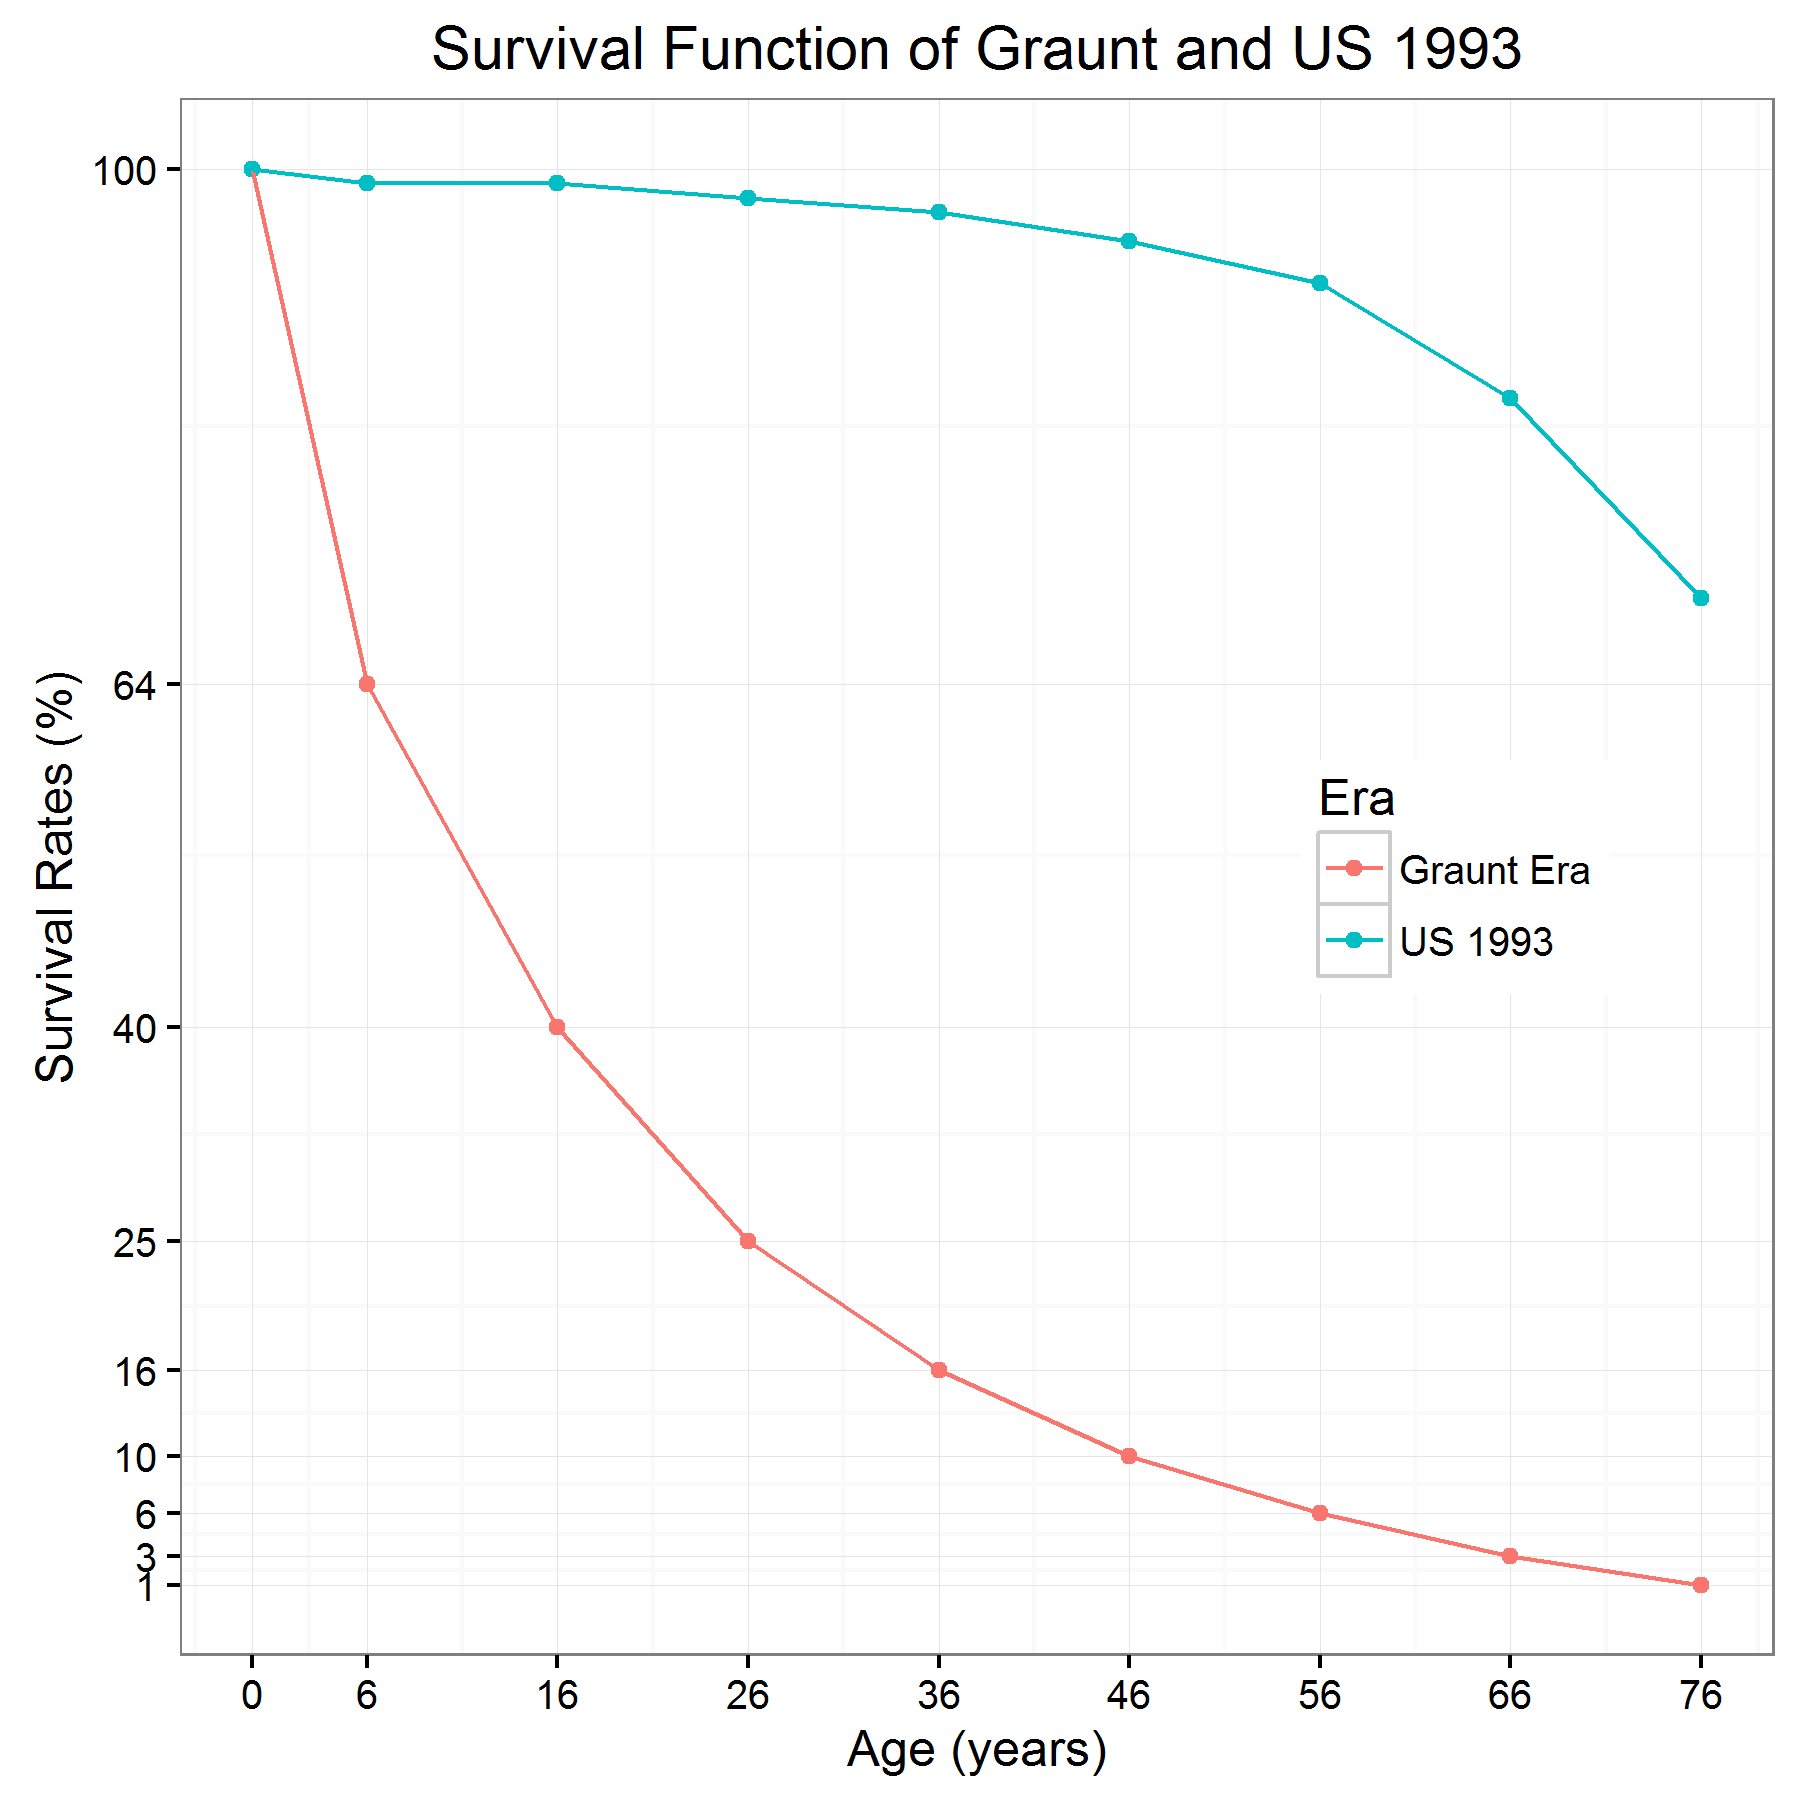 Survival Function of Graunt and US 1993
100
64
40
25
16
10
6
3
1
Survival Rates (%)
Era
Graunt Era
US 1993
0 6 16 26 36 46 56 66 76
Age (years)